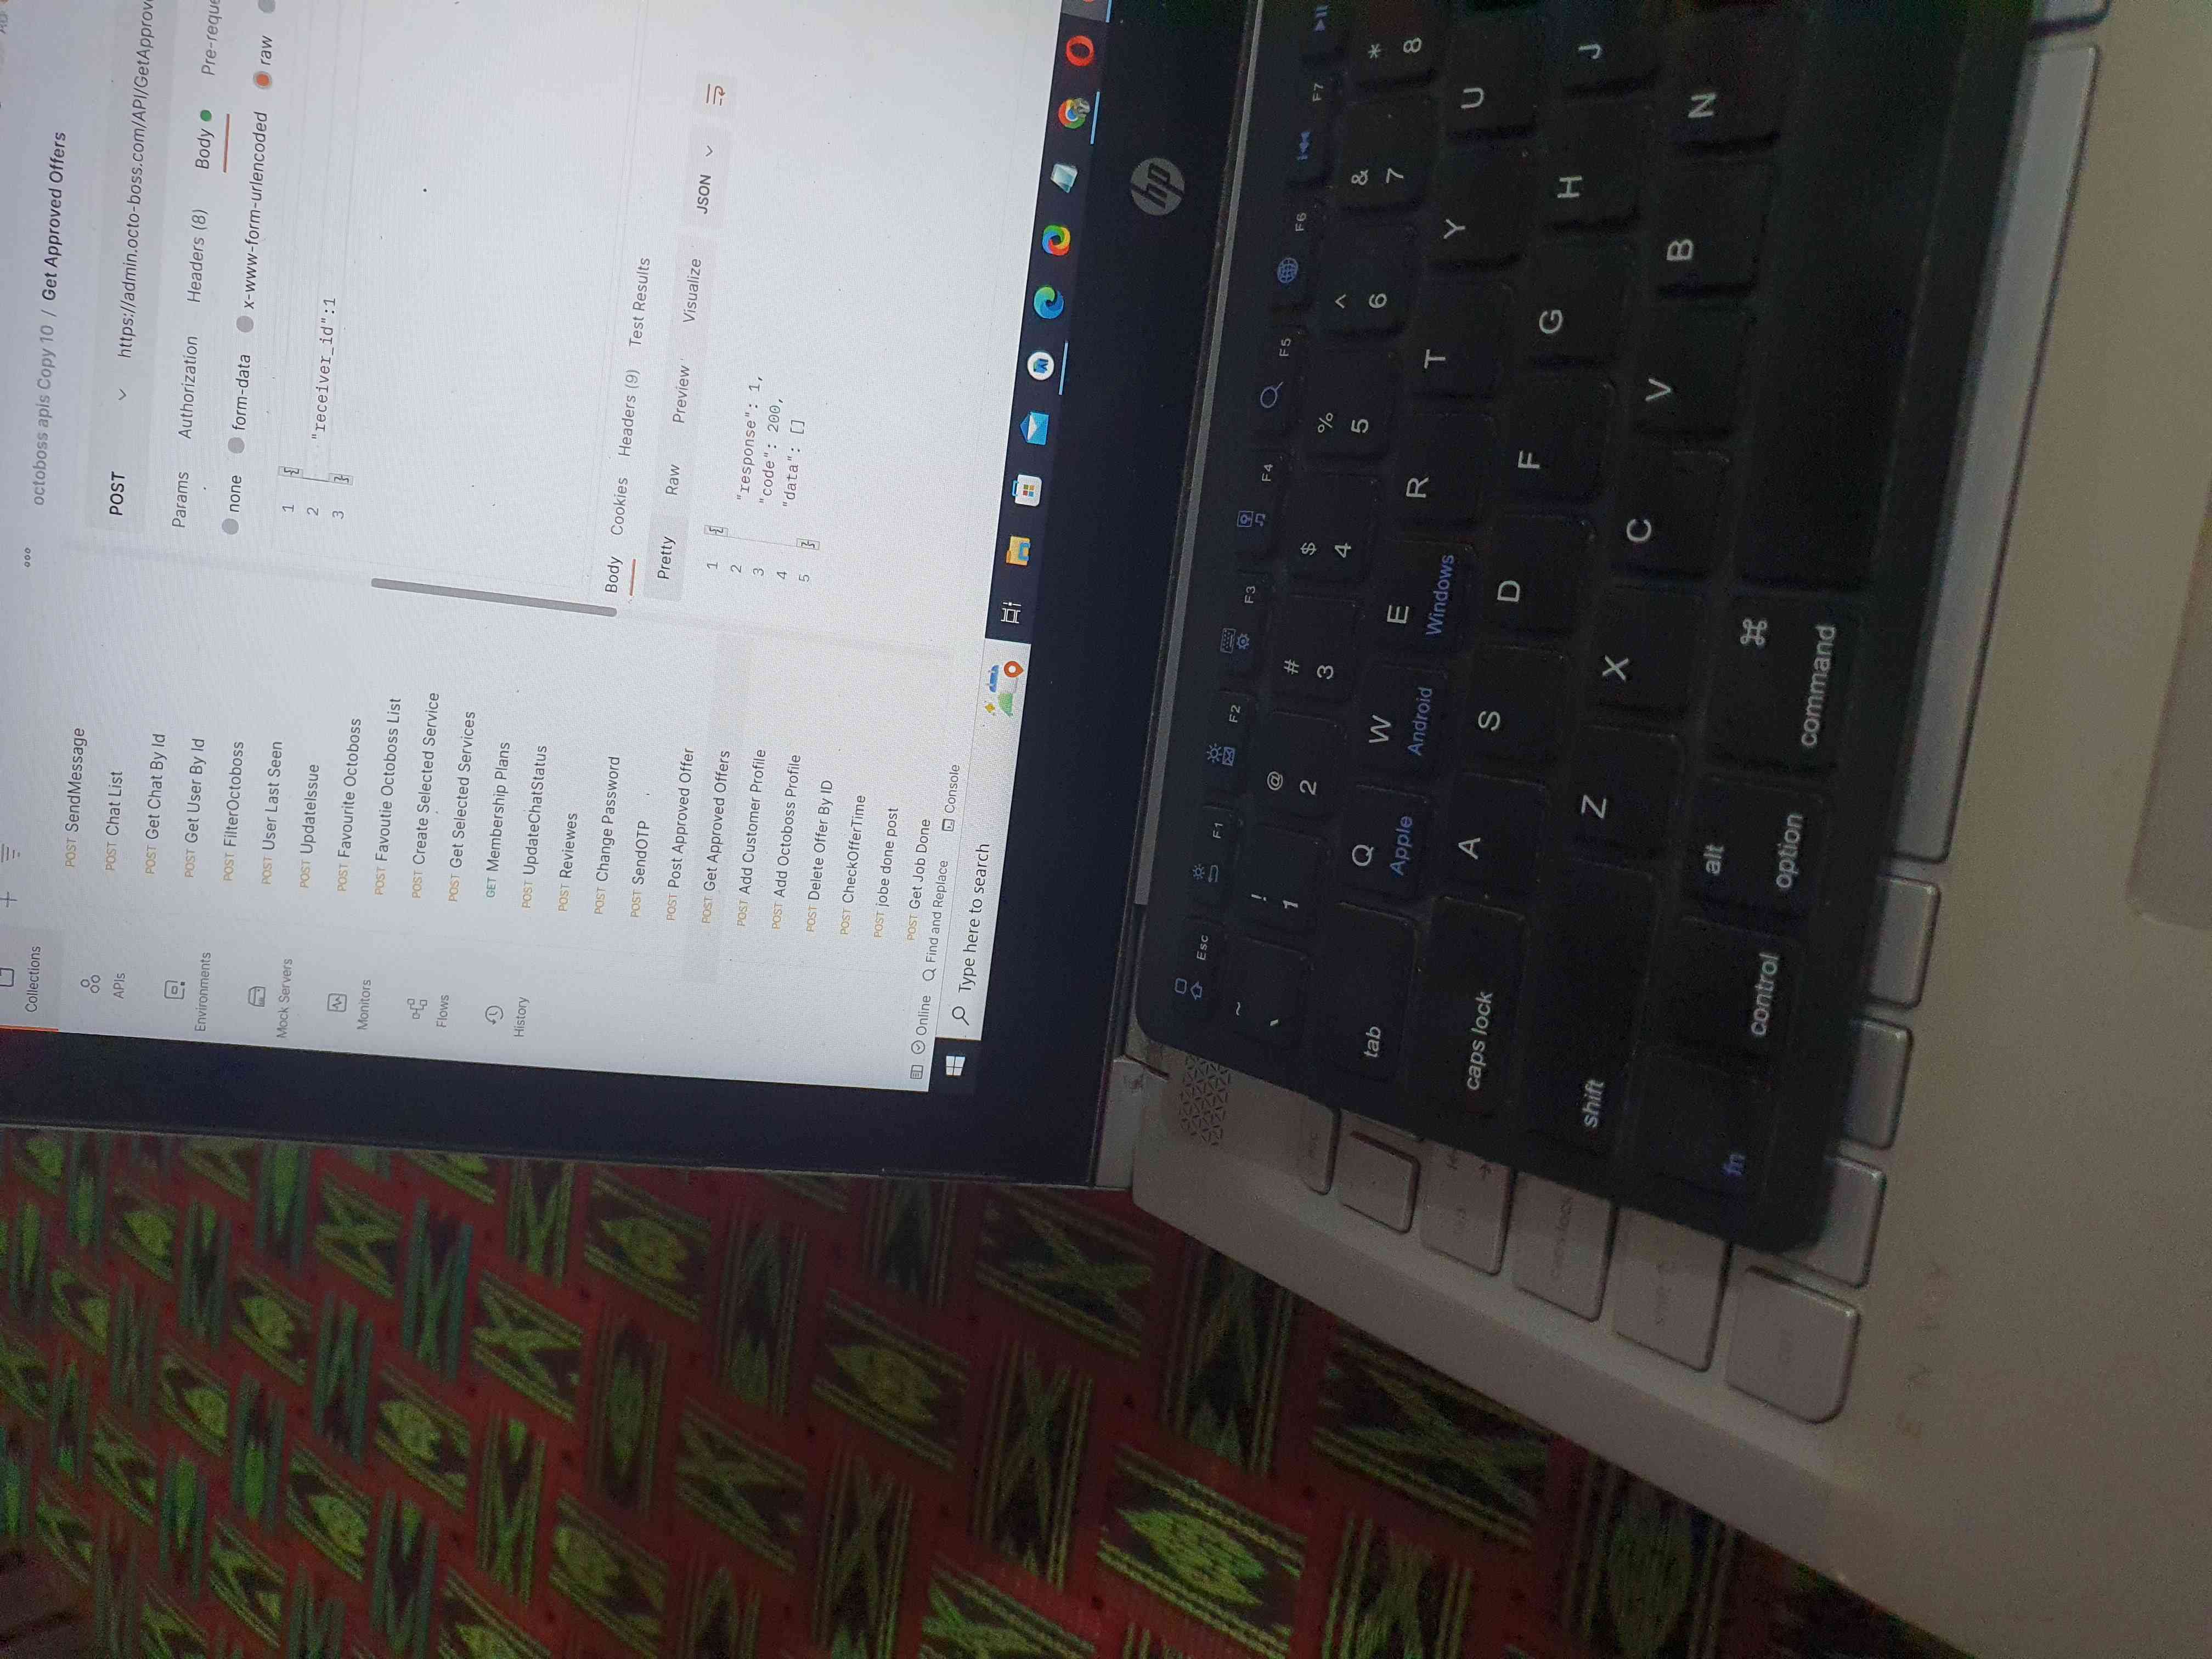 Collections
APIs
Environments
Mock Servers
Monitors
Flows
History
POST SendMessage
POST Chat List
POST Get Chat By Id
POST Get User By Id
POST FilterOctoboss
POST User Last Seen
POST UpdateIssue
POST Favourite Octoboss
POST Favoutie Octoboss List
POST Create Selected Service
POST Get Selected Services
GET Membership Plans
POST UpdateChatStatus
POST Reviewes
POST Change Password
POST SendOTP
POST Post Approved Offer
POST Get Approved Offers
POST Add Customer Profile
POST Add Octoboss Profile
POST Delete Offer By ID
POST CheckOfferTime
POST jobe done post
POST Get Job Done
octoboss apis Copy 10 / Get Approved Offers
POST https://admin.octo-boss.com/API/GetApprov
Params Authorization Headers (8) Body Pre-reque
none form-data x-www-form-urlencoded raw
1 {
2 "receiver_id":1
3 }
Body Cookies Headers (9) Test Results
Pretty Raw Preview Visualize JSON
1 {
2 "response": 1,
3 "code": 200,
4 "data": []
5 }
Online Find and Replace Console
Type here to search
hp
Esc F1 F2 F3 F4 F5 F6 F7
~ ! @ # $ % ^ & *
` 1 2 3 4 5 6 7 8
tab Q W E R T Y U
Apple Android Windows
caps lock A S D F G H J
shift Z X C V B N
fn control alt option ⌘ command
ENVY